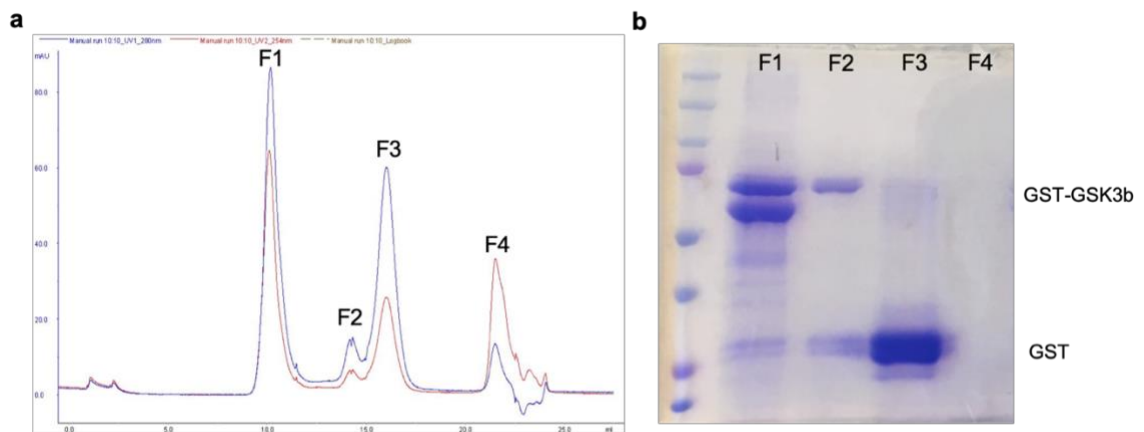 a
Manual run 10:10_UV1_280nm Manual run 10:10_UV2_254nm Manual run 10:10_Logbook
mAU
F1
80.0
60.0
F3
40.0
F4
F2
20.0
0.0
0.0 5.0 10.0 15.0 20.0 25.0 ml
b
F1 F2 F3 F4
GST-GSK3b
GST